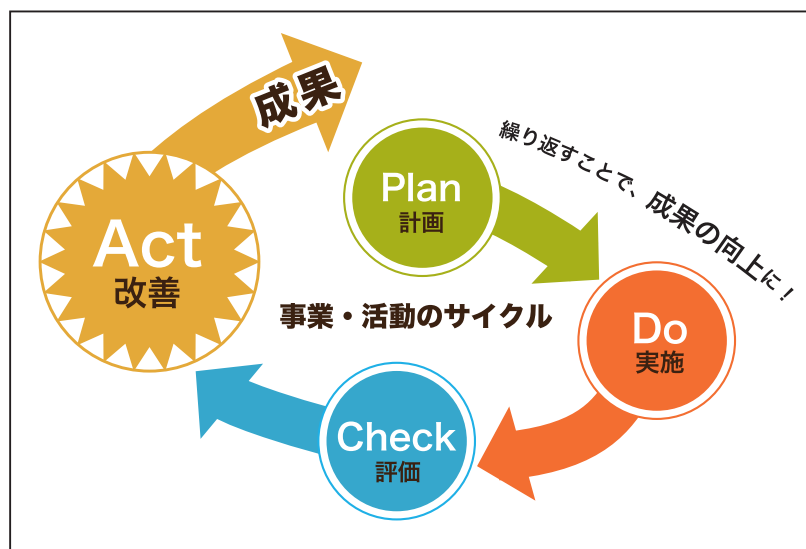 成果
Plan
計画
繰り返すことで、成果の向上に！
Act
改善
事業・活動のサイクル
Do
実施
Check
評価